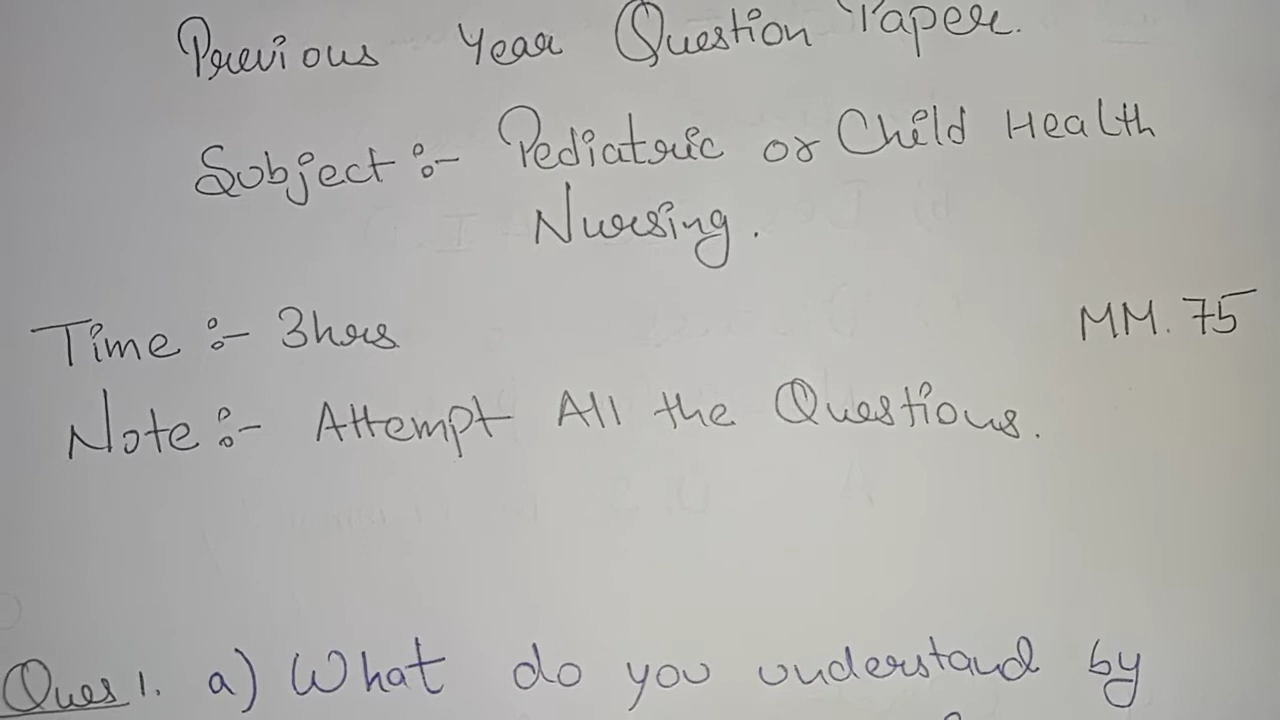 Previous Year Question Paper.
Subject :- Pediatric or Child Health
Nursing.
Time :- 3hrs
MM. 75
Note :- Attempt All the Questions.
Ques 1. a) What do you understand by